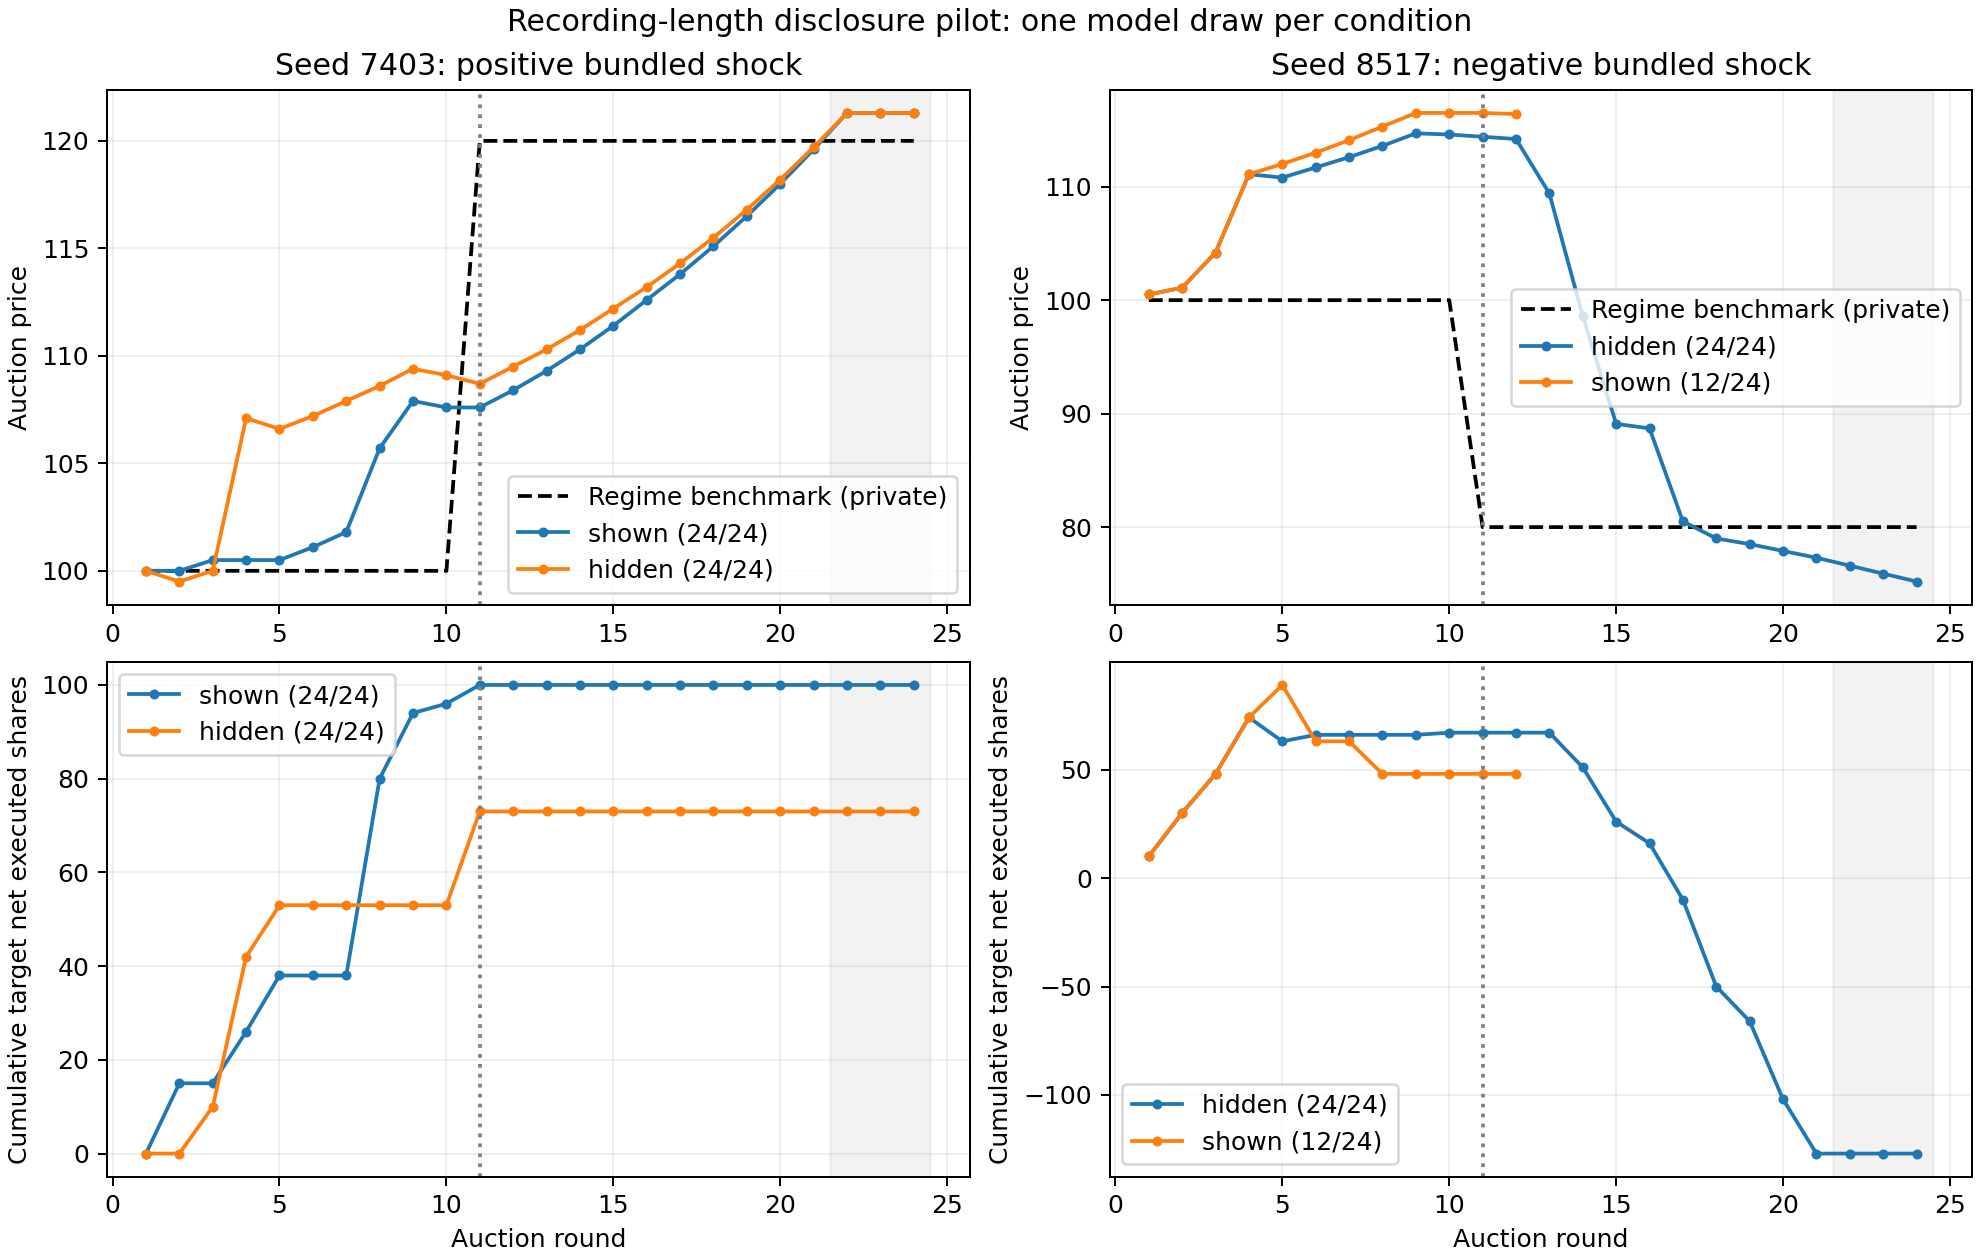 Recording-length disclosure pilot: one model draw per condition
Seed 7403: positive bundled shock
Auction price
120
115
110
105
100
0 5 10 15 20 25
Regime benchmark (private)
shown (24/24)
hidden (24/24)
Seed 8517: negative bundled shock
Auction price
110
100
90
80
0 5 10 15 20 25
Regime benchmark (private)
hidden (24/24)
shown (12/24)
Cumulative target net executed shares
100
80
60
40
20
0
0 5 10 15 20 25
Auction round
shown (24/24)
hidden (24/24)
Cumulative target net executed shares
50
0
−50
−100
0 5 10 15 20 25
Auction round
hidden (24/24)
shown (12/24)